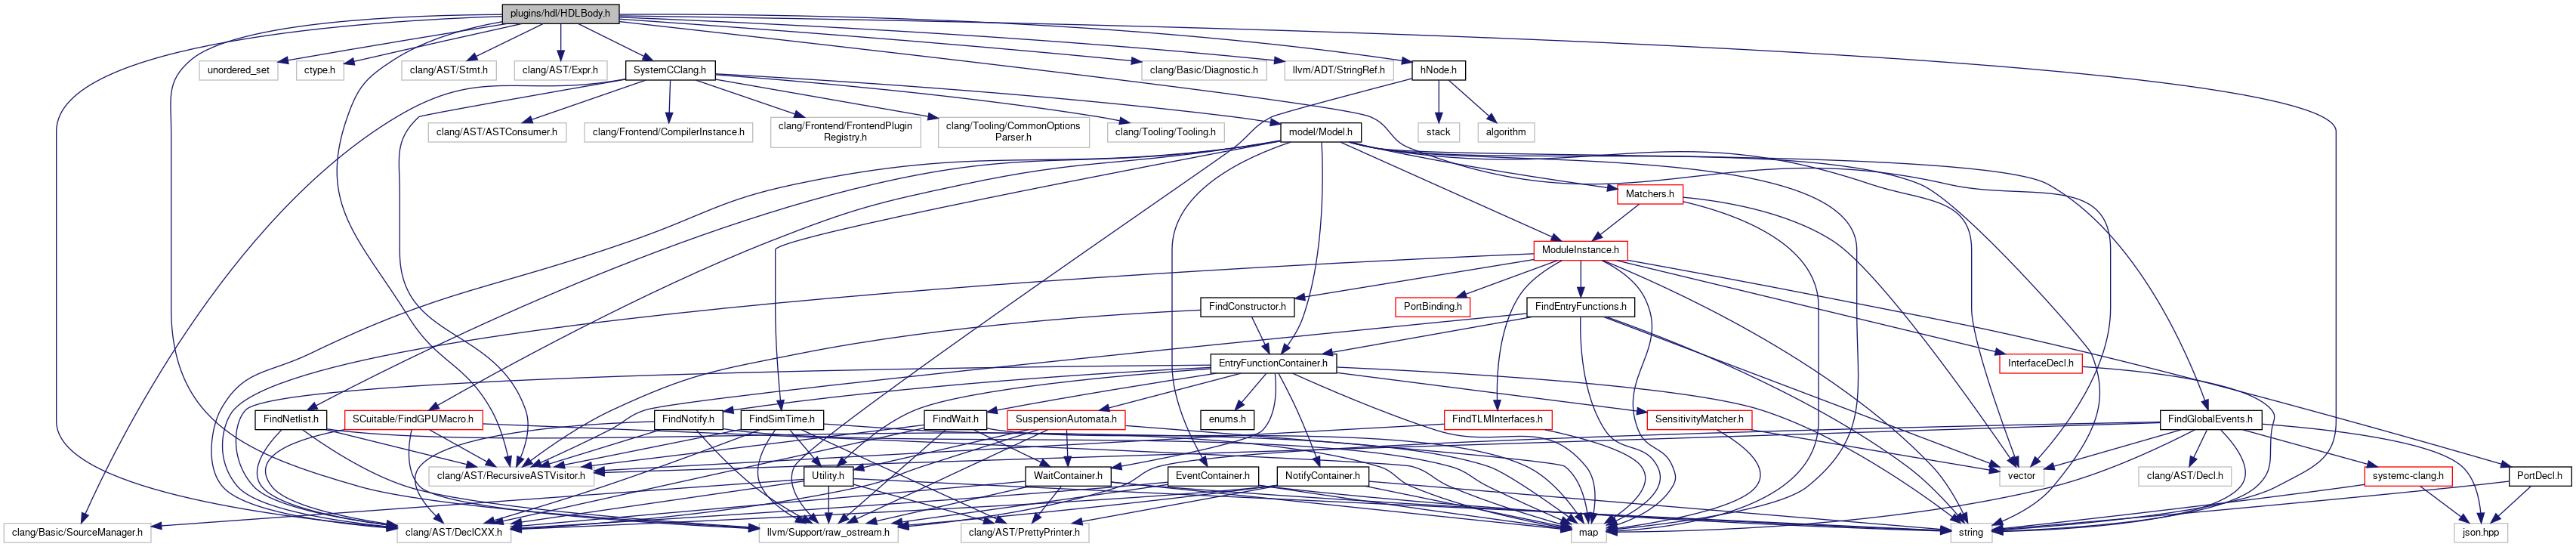 plugins/hdl/HDLBody.h
unordered_set
ctype.h
clang/AST/Stmt.h
clang/AST/Expr.h
SystemCClang.h
clang/Basic/Diagnostic.h
llvm/ADT/StringRef.h
hNode.h
clang/AST/ASTConsumer.h
clang/Frontend/CompilerInstance.h
clang/Frontend/FrontendPlugin
Registry.h
clang/Tooling/CommonOptions
Parser.h
clang/Tooling/Tooling.h
model/Model.h
stack
algorithm
Matchers.h
ModuleInstance.h
FindConstructor.h
PortBinding.h
FindEntryFunctions.h
EntryFunctionContainer.h
InterfaceDecl.h
FindNetlist.h
SCuitable/FindGPUMacro.h
FindNotify.h
FindSimTime.h
FindWait.h
SuspensionAutomata.h
enums.h
FindTLMInterfaces.h
SensitivityMatcher.h
FindGlobalEvents.h
clang/AST/RecursiveASTVisitor.h
Utility.h
WaitContainer.h
EventContainer.h
NotifyContainer.h
vector
clang/AST/Decl.h
systemc-clang.h
PortDecl.h
clang/Basic/SourceManager.h
clang/AST/DeclCXX.h
llvm/Support/raw_ostream.h
clang/AST/PrettyPrinter.h
map
string
json.hpp